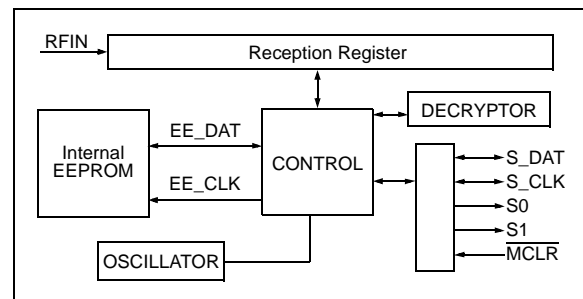 RFIN
Reception Register
DECRYPTOR
EE_DAT
Internal
EEPROM
CONTROL
EE_CLK
S_DAT
S_CLK
S0
S1
MCLR
OSCILLATOR